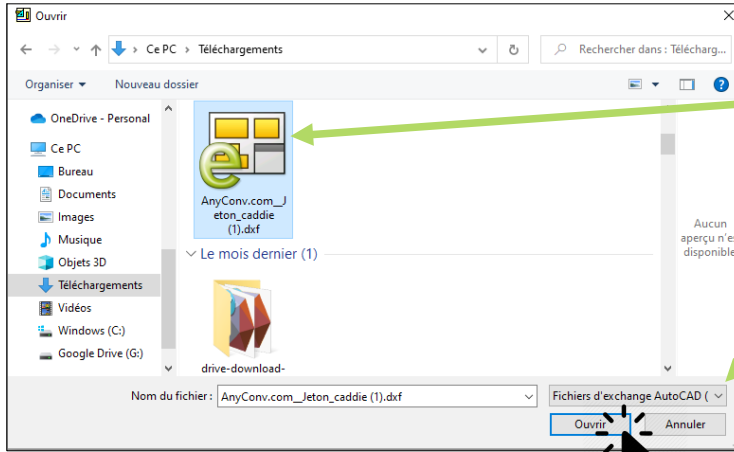 Ouvrir
Ce PC > Téléchargements
Rechercher dans : Télécharg...
Organiser
Nouveau dossier
OneDrive - Personal
Ce PC
Bureau
Documents
Images
Musique
Objets 3D
Téléchargements
Vidéos
Windows (C:)
Google Drive (G:)
AnyConv.com__J
eton_caddie
(1).dxf
Le mois dernier (1)
drive-download-
Aucun
aperçu n'es
disponible
Nom du fichier : AnyConv.com__Jeton_caddie (1).dxf
Fichiers d'exchange AutoCAD (
Ouvrir
Annuler